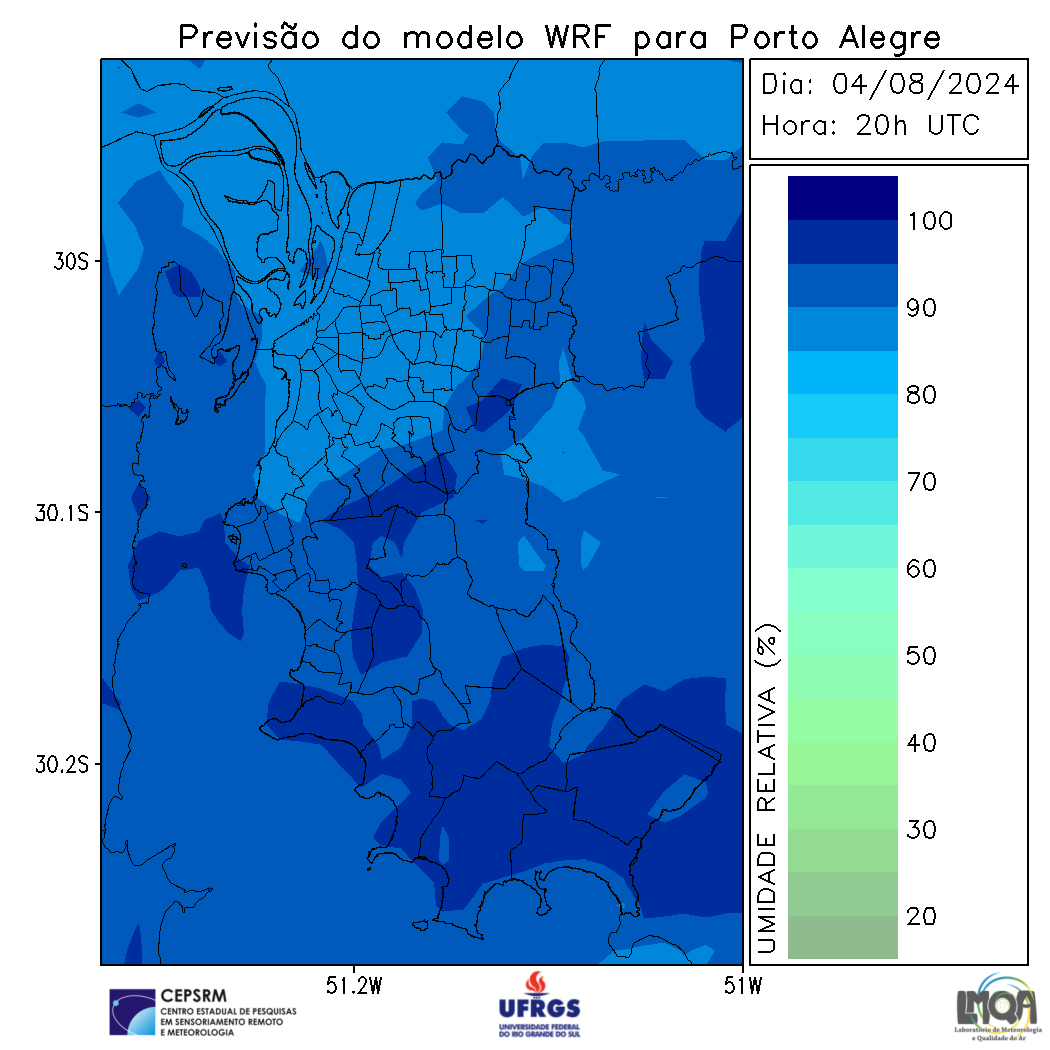 Previsão do modelo WRF para Porto Alegre
Dia: 04/08/2024
Hora: 20h UTC
30S
30.1S
30.2S
51.2W
51W
100
90
80
70
60
50
40
30
20
UMIDADE RELATIVA (%)
CEPSRM
CENTRO ESTADUAL DE PESQUISAS
EM SENSORIAMENTO REMOTO
E METEOROLOGIA
UFRGS
UNIVERSIDADE FEDERAL
DO RIO GRANDE DO SUL
LMQA
Laboratório de Meteorologia
e Qualidade do Ar